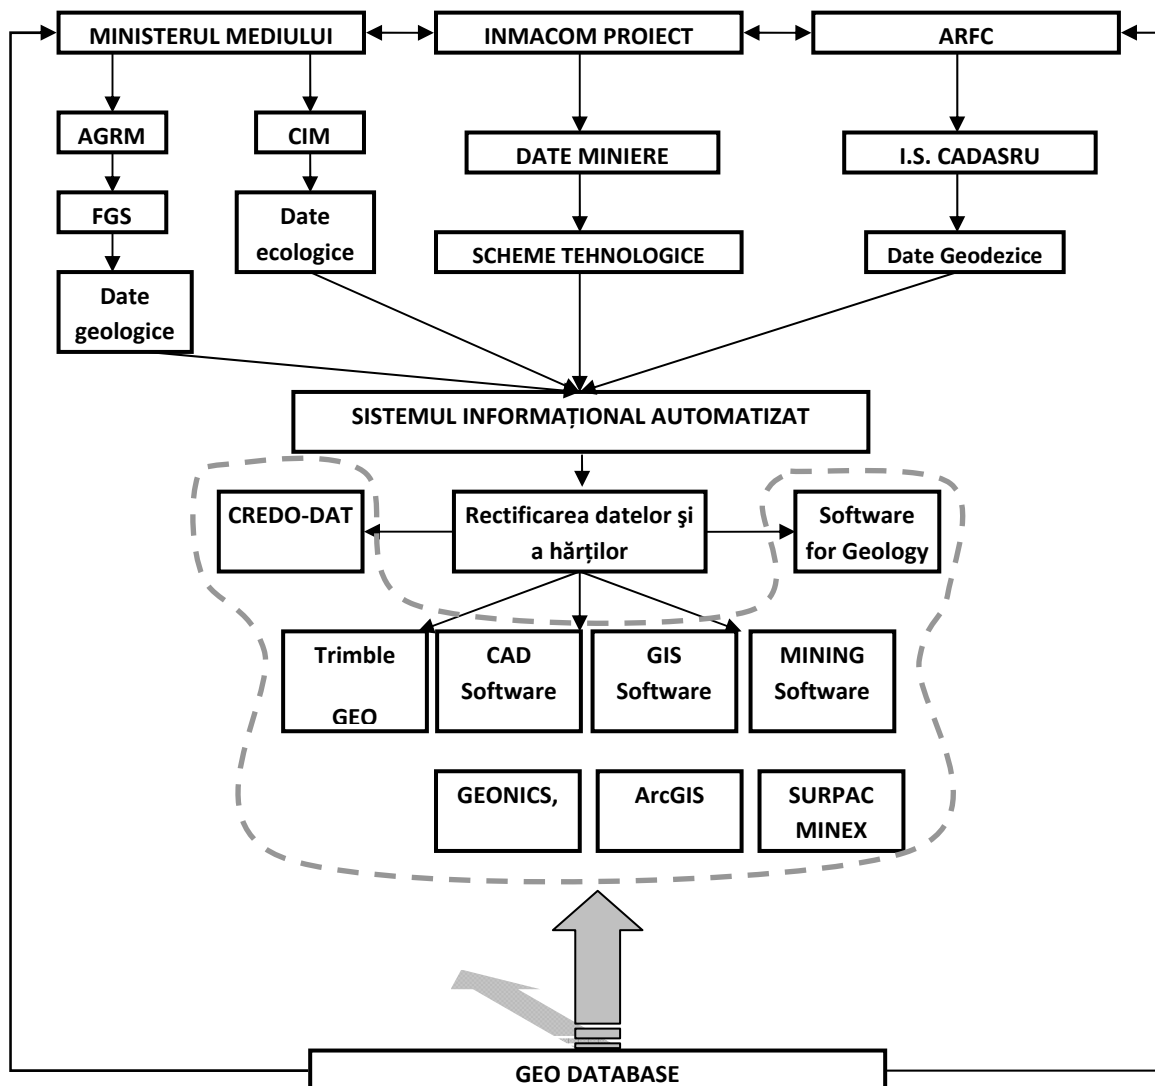 MINISTERUL MEDIULUI
INMACOM PROIECT
ARFC
AGRM
CIM
DATE MINIERE
I.S. CADASRU
FGS
Date
ecologice
SCHEME TEHNOLOGICE
Date Geodezice
Date
geologice
SISTEMUL INFORMAȚIONAL AUTOMATIZAT
CREDO-DAT
Rectificarea datelor şi
a hărților
Software
for Geology
Trimble
GEO
CAD
Software
GIS
Software
MINING
Software
GEONICS,
ArcGIS
SURPAC
MINEX
GEO DATABASE